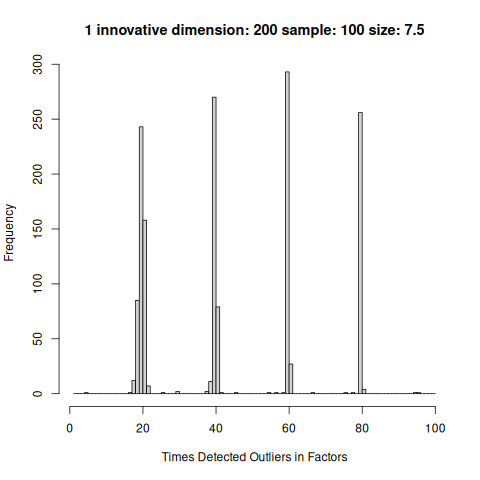 1 innovative dimension: 200 sample: 100 size: 7.5
Frequency
300
250
200
150
100
50
0
0 20 40 60 80 100
Times Detected Outliers in Factors